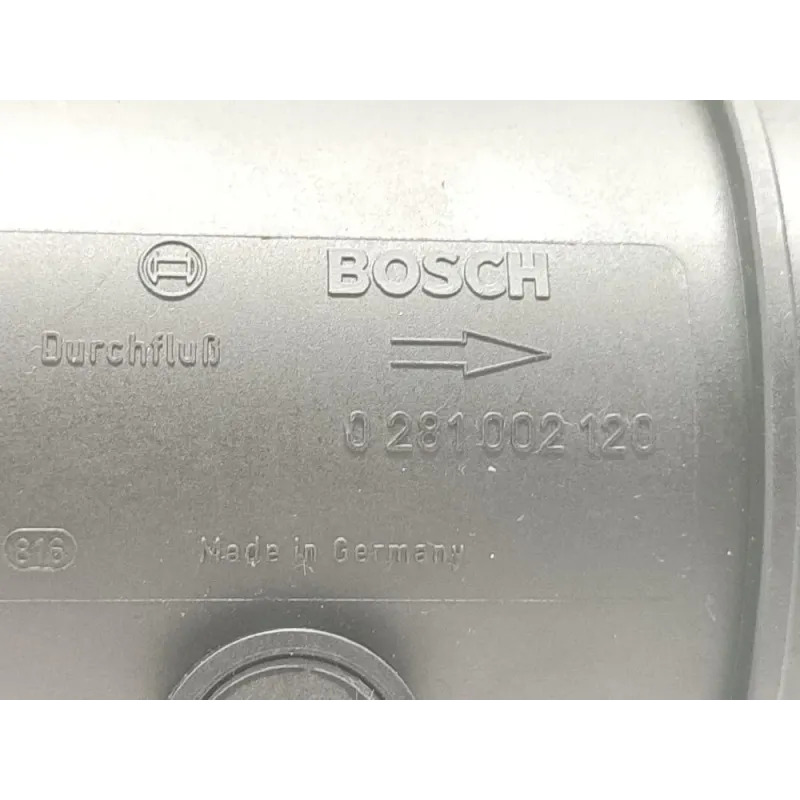 BOSCH
Durchfluß
0 281 002 120
816
Made in Germany